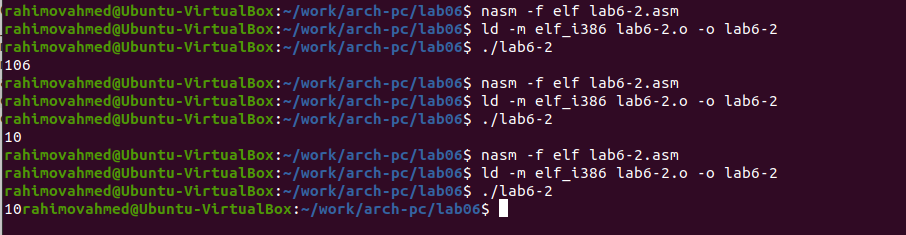 rahimovahmed@Ubuntu-VirtualBox:~/work/arch-pc/lab06$ nasm -f elf lab6-2.asm
rahimovahmed@Ubuntu-VirtualBox:~/work/arch-pc/lab06$ ld -m elf_i386 lab6-2.o -o lab6-2
rahimovahmed@Ubuntu-VirtualBox:~/work/arch-pc/lab06$ ./lab6-2
106
rahimovahmed@Ubuntu-VirtualBox:~/work/arch-pc/lab06$ nasm -f elf lab6-2.asm
rahimovahmed@Ubuntu-VirtualBox:~/work/arch-pc/lab06$ ld -m elf_i386 lab6-2.o -o lab6-2
rahimovahmed@Ubuntu-VirtualBox:~/work/arch-pc/lab06$ ./lab6-2
10
rahimovahmed@Ubuntu-VirtualBox:~/work/arch-pc/lab06$ nasm -f elf lab6-2.asm
rahimovahmed@Ubuntu-VirtualBox:~/work/arch-pc/lab06$ ld -m elf_i386 lab6-2.o -o lab6-2
rahimovahmed@Ubuntu-VirtualBox:~/work/arch-pc/lab06$ ./lab6-2
10rahimovahmed@Ubuntu-VirtualBox:~/work/arch-pc/lab06$